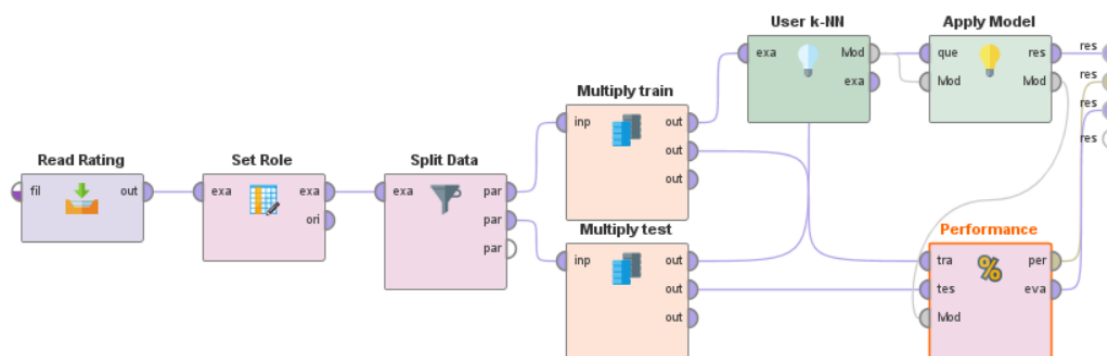 User k-NN
Apply Model
exa
Mod
exa
que
res
Mod
Mod
res
res
res
res
Multiply train
inp
out
out
out
Read Rating
fil
out
Set Role
exa
exa
ori
Split Data
exa
par
par
par
Multiply test
inp
out
out
out
Performance
tra
per
tes
eva
Mod
%